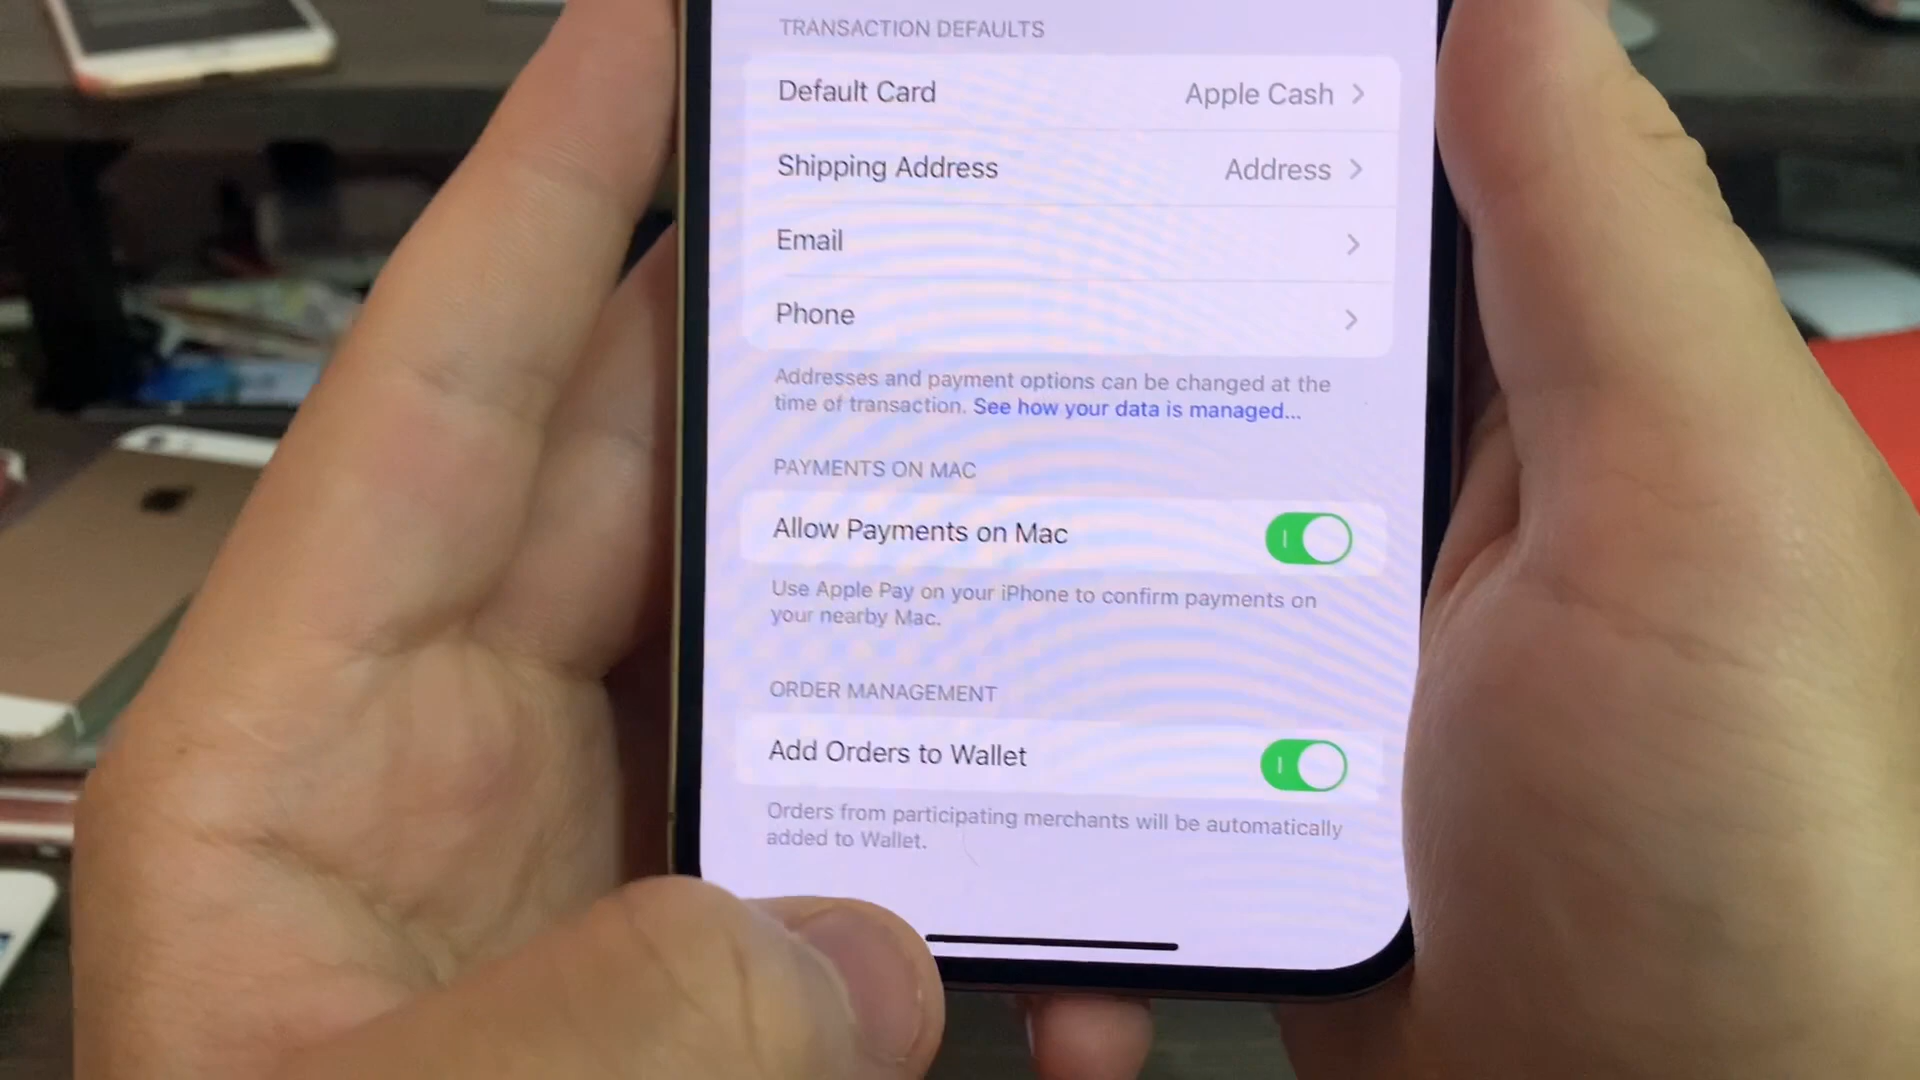 TRANSACTION DEFAULTS
Default Card Apple Cash
Shipping Address Address
Email
Phone
Addresses and payment options can be changed at the
time of transaction. See how your data is managed...
PAYMENTS ON MAC
Allow Payments on Mac
Use Apple Pay on your iPhone to confirm payments on
your nearby Mac.
ORDER MANAGEMENT
Add Orders to Wallet
Orders from participating merchants will be automatically
added to Wallet.